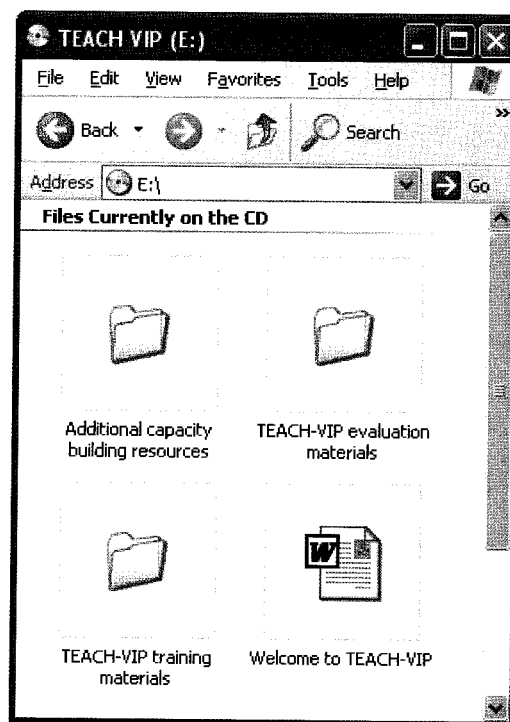 TEACH VIP (E:)
File Edit View Favorites Tools Help
Back Search »
Address E:\ Go
Files Currently on the CD
Additional capacity
building resources
TEACH-VIP evaluation
materials
W
TEACH-VIP training
materials
Welcome to TEACH-VIP